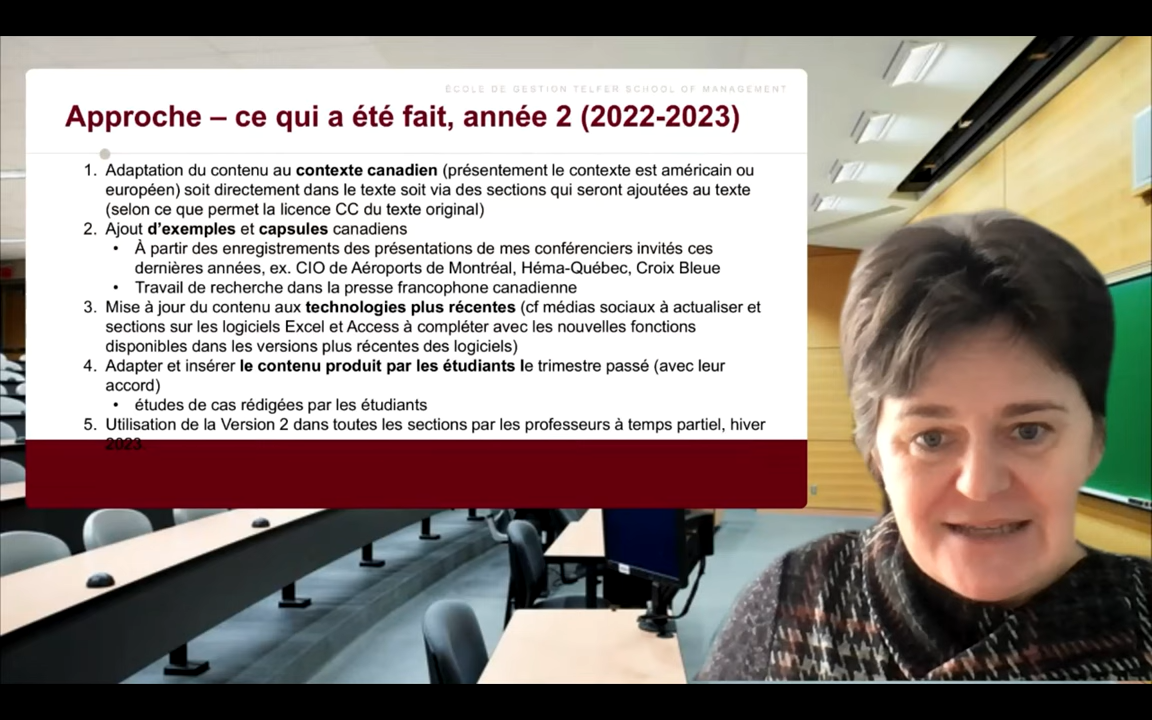 ÉCOLE DE GESTION TELFER SCHOOL OF MANAGEMENT
Approche – ce qui a été fait, année 2 (2022-2023)
1. Adaptation du contenu au contexte canadien (présentement le contexte est américain ou
européen) soit directement dans le texte soit via des sections qui seront ajoutées au texte
(selon ce que permet la licence CC du texte original)
2. Ajout d'exemples et capsules canadiens
• À partir des enregistrements des présentations de mes conférenciers invités ces
dernières années, ex. CIO de Aéroports de Montréal, Héma-Québec, Croix Bleue
• Travail de recherche dans la presse francophone canadienne
3. Mise à jour du contenu aux technologies plus récentes (cf médias sociaux à actualiser et
sections sur les logiciels Excel et Access à compléter avec les nouvelles fonctions
disponibles dans les versions plus récentes des logiciels)
4. Adapter et insérer le contenu produit par les étudiants le trimestre passé (avec leur
accord)
• études de cas rédigées par les étudiants
5. Utilisation de la Version 2 dans toutes les sections par les professeurs à temps partiel, hiver
2023